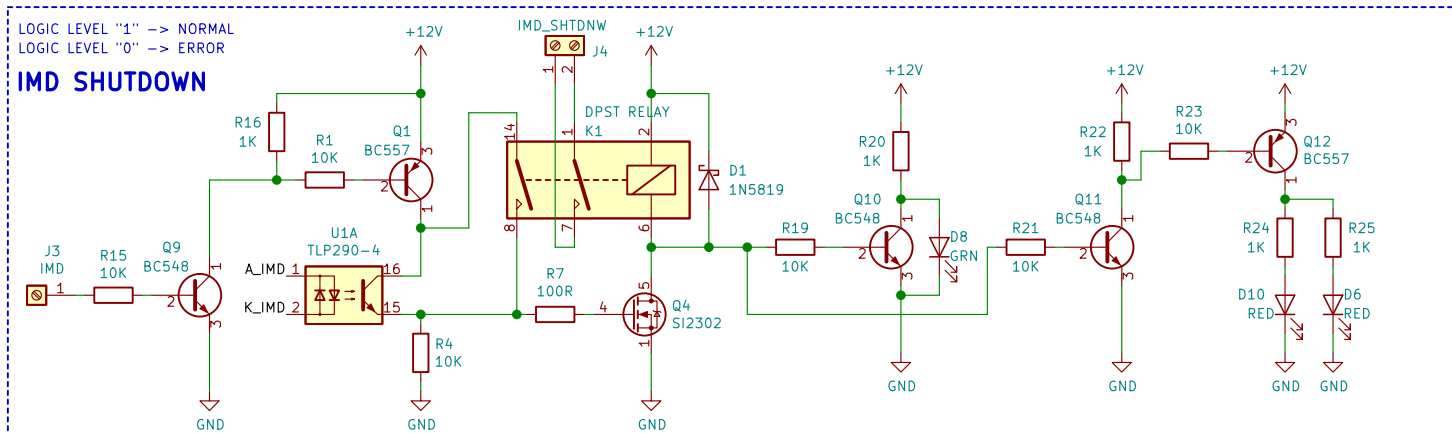 LOGIC LEVEL "1" -> NORMAL
LOGIC LEVEL "0" -> ERROR
IMD SHUTDOWN
J3
IMD
1
R15
10K
Q9
BC548
1
2
3
GND
R16
1K
R1
10K
+12V
Q1
BC557
3
2
1
U1A
TLP290-4
A_IMD
1
16
K_IMD
2
15
R4
10K
GND
IMD_SHTDNW
J4
1
2
DPST RELAY
K1
14
1
2
8
7
6
+12V
D1
1N5819
R7
100R
4
5
Q4
SI2302
1
GND
R19
10K
+12V
R20
1K
Q10
BC548
1
2
3
D8
GRN
GND
R21
10K
+12V
R22
1K
Q11
BC548
1
2
3
GND
R23
10K
+12V
Q12
BC557
3
2
1
R24
1K
R25
1K
D10
RED
D6
RED
GND
GND